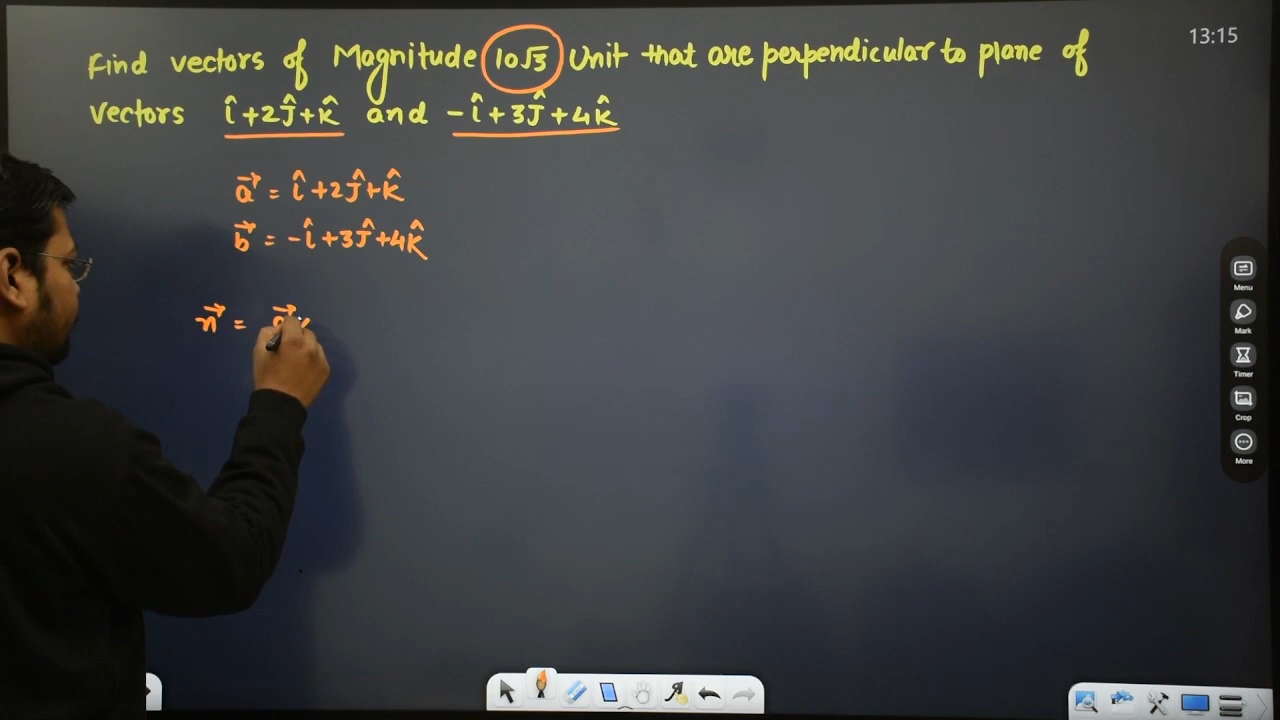 13:15
Find vectors of Magnitude 10√3 Unit that are perpendicular to plane of
vectors î+2ĵ+k̂ and -î+3ĵ+4k̂
a⃗ = î+2ĵ+k̂
b⃗ = -î+3ĵ+4k̂
n⃗ =
Menu
Mark
Timer
Crop
More